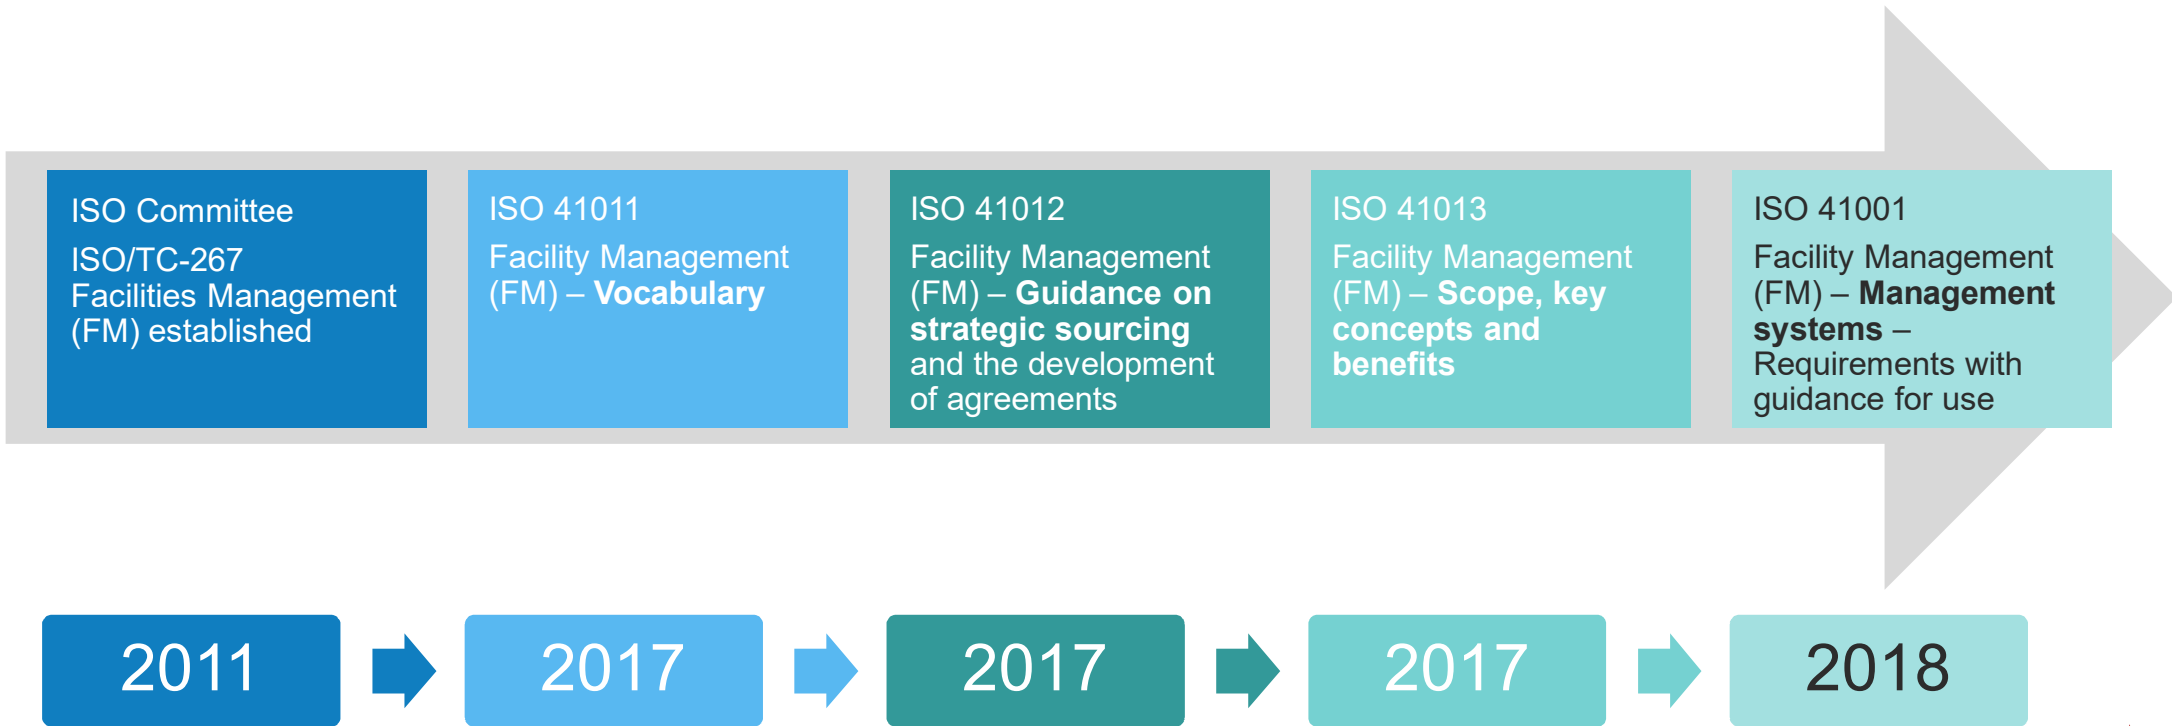 ISO Committee
ISO/TC-267
Facilities Management
(FM) established
ISO 41011
Facility Management
(FM) – Vocabulary
ISO 41012
Facility Management
(FM) – Guidance on
strategic sourcing
and the development
of agreements
ISO 41013
Facility Management
(FM) – Scope, key
concepts and
benefits
ISO 41001
Facility Management
(FM) – Management
systems –
Requirements with
guidance for use
2011
2017
2017
2017
2018